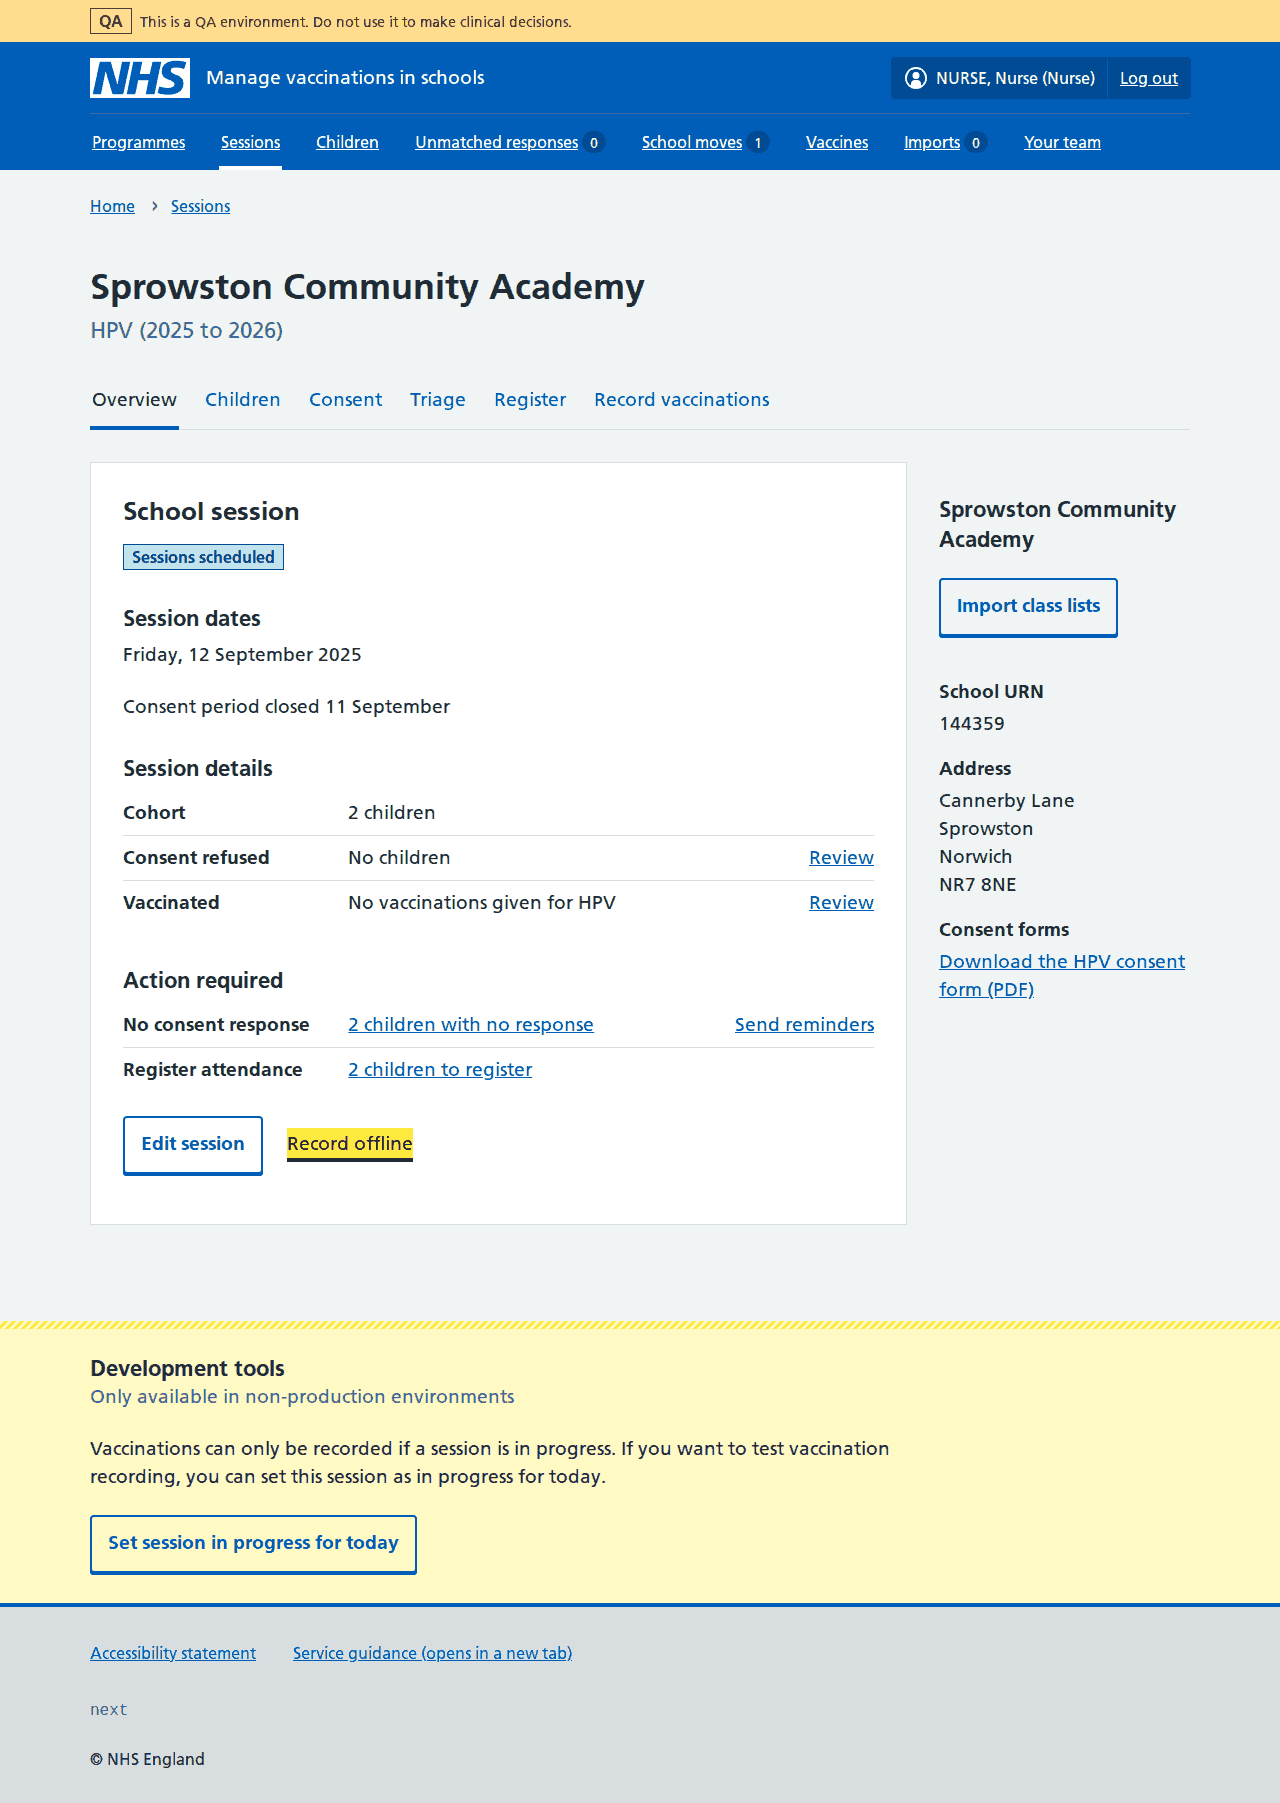 QA This is a QA environment. Do not use it to make clinical decisions.
NHS Manage vaccinations in schools NURSE, Nurse (Nurse) Log out
Programmes Sessions Children Unmatched responses 0 School moves 1 Vaccines Imports 0 Your team
Home › Sessions
Sprowston Community Academy
HPV (2025 to 2026)
Overview Children Consent Triage Register Record vaccinations
School session
Sessions scheduled
Session dates
Friday, 12 September 2025
Consent period closed 11 September
Session details
Cohort 2 children
Consent refused No children Review
Vaccinated No vaccinations given for HPV Review
Action required
No consent response 2 children with no response Send reminders
Register attendance 2 children to register
Edit session Record offline
Sprowston Community
Academy
Import class lists
School URN
144359
Address
Cannerby Lane
Sprowston
Norwich
NR7 8NE
Consent forms
Download the HPV consent
form (PDF)
Development tools
Only available in non-production environments
Vaccinations can only be recorded if a session is in progress. If you want to test vaccination
recording, you can set this session as in progress for today.
Set session in progress for today
Accessibility statement Service guidance (opens in a new tab)
next
© NHS England